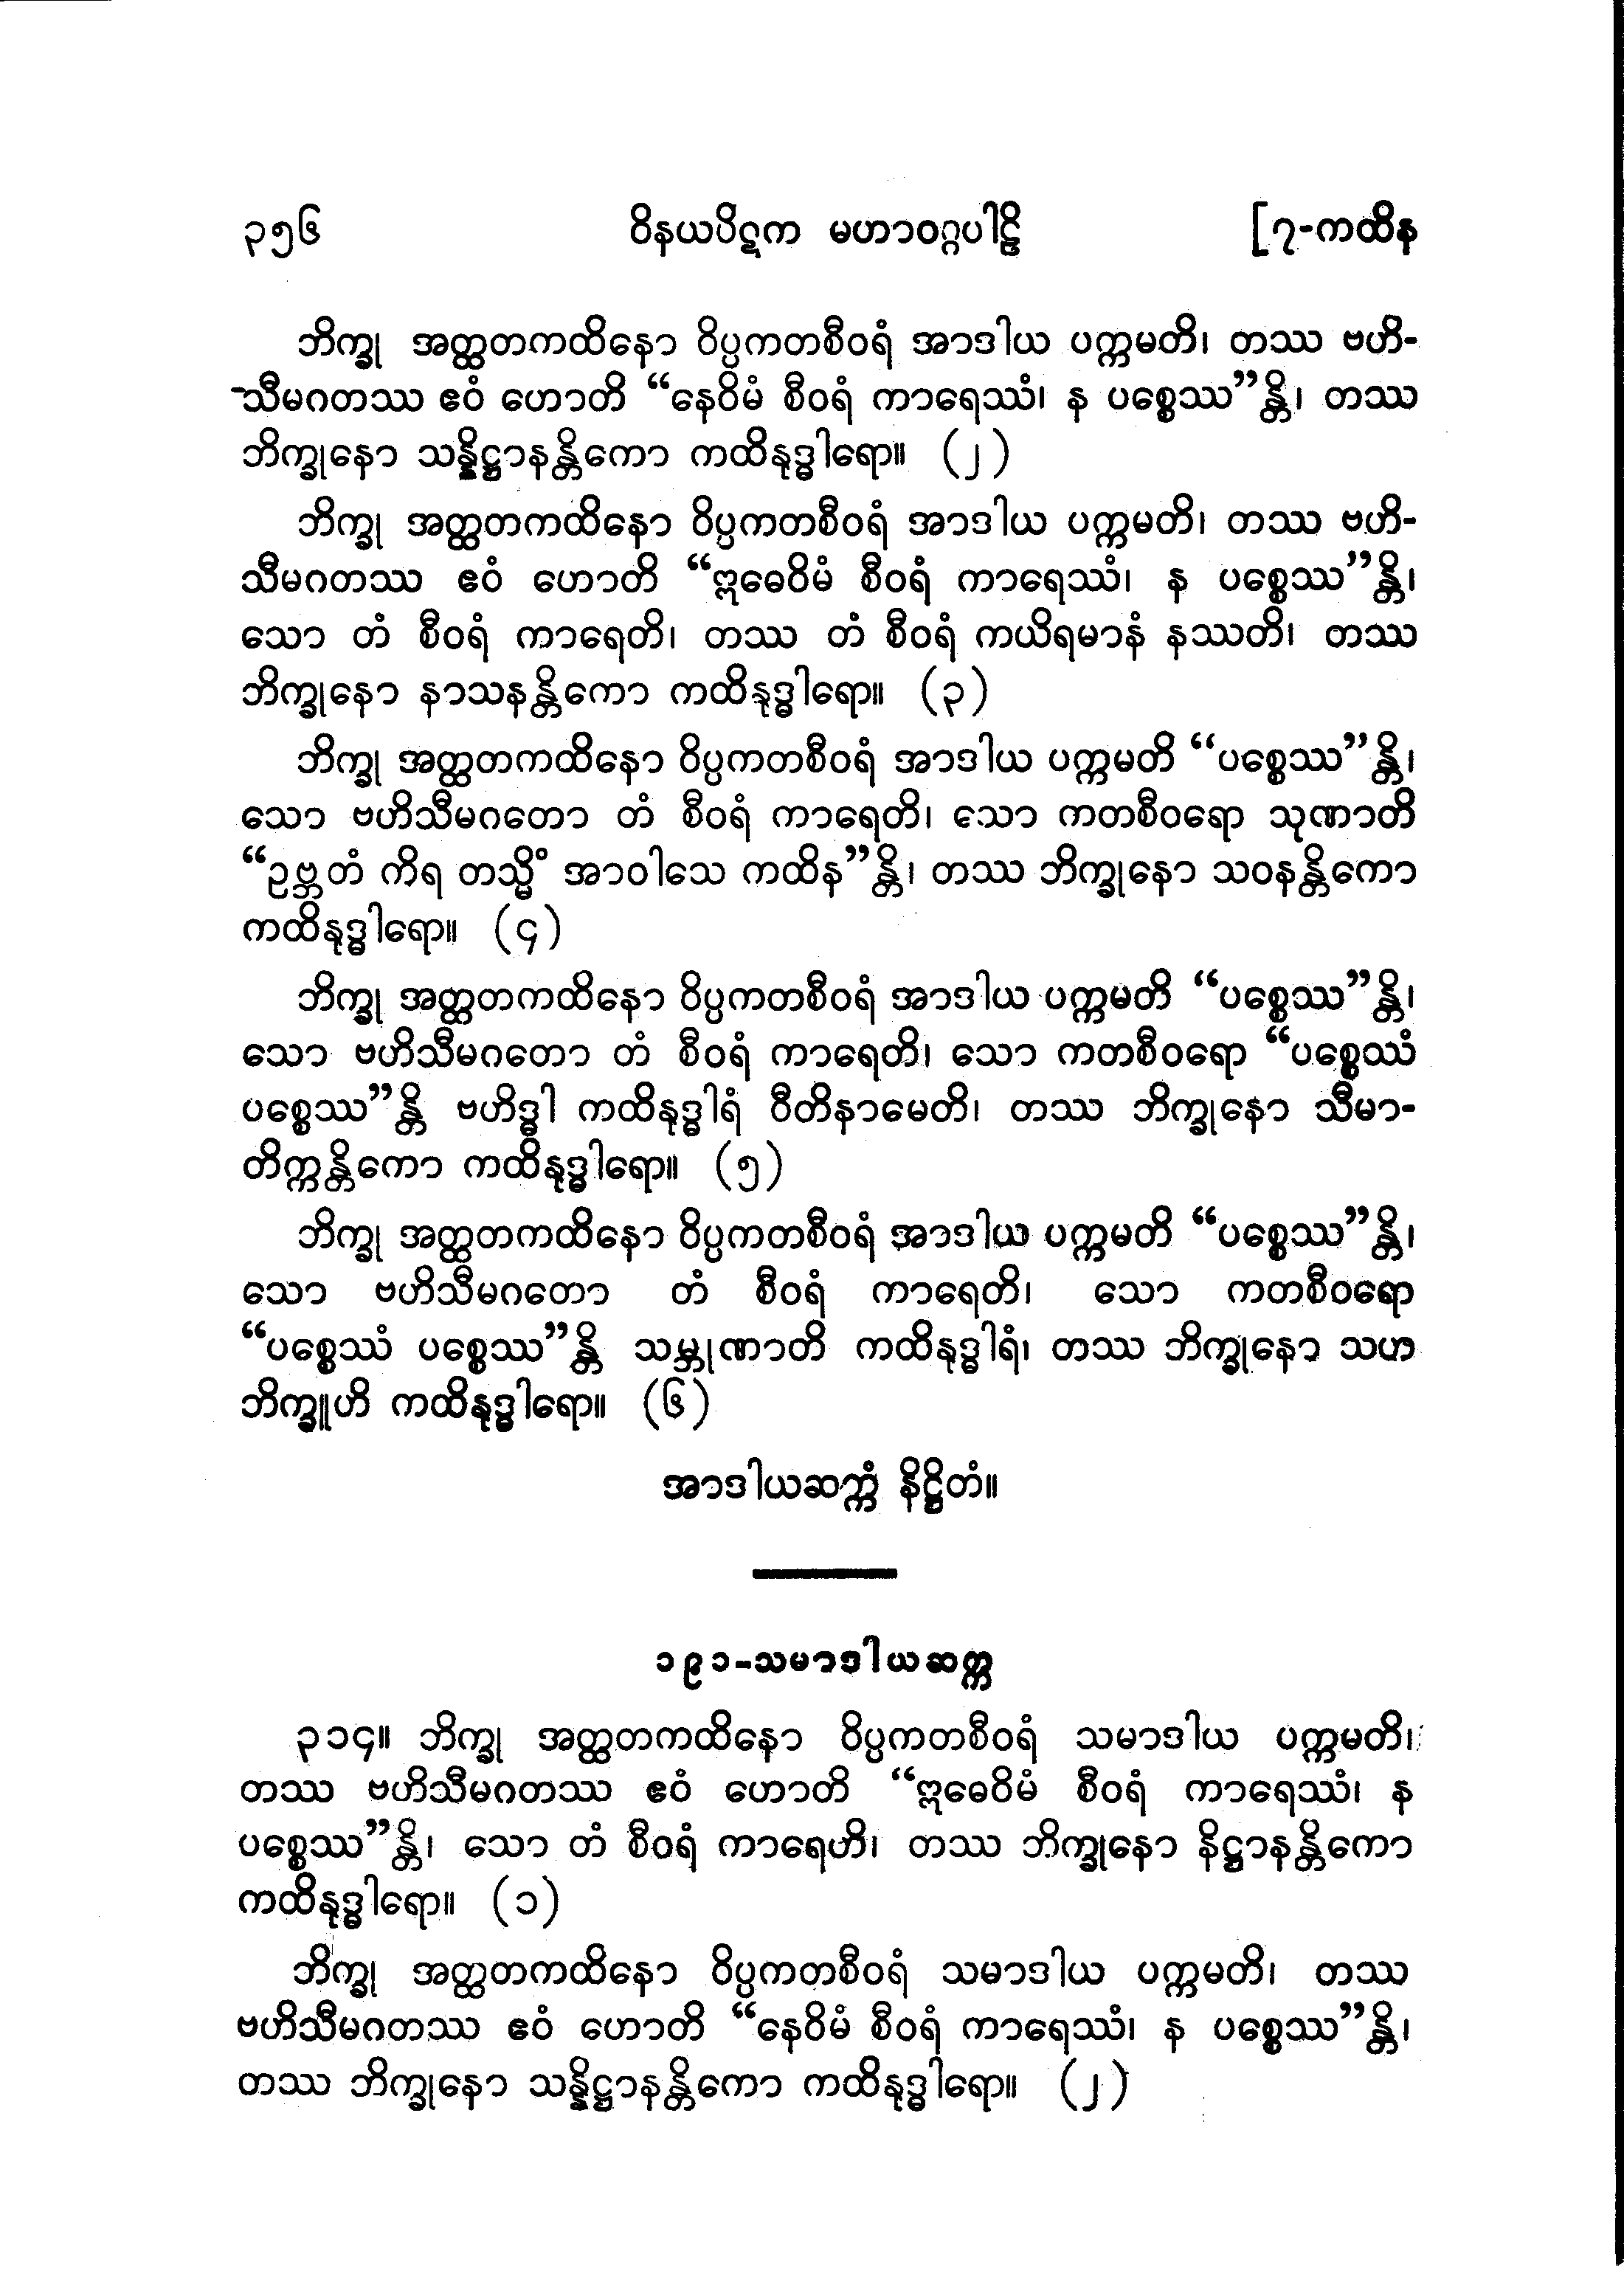 ၃၅၆ ဝိနယပိဋက မဟာဝဂ္ဂပါဠိ [၇-ကထိန
ဘိက္ခု အတ္ထတကထိနော ဝိပ္ပကတစီဝရံ အာဒါယ ပက္ကမတိ၊ တဿ ဗဟိ-
သီမဂတဿ ဧဝံ ဟောတိ “နေဝိမံ စီဝရံ ကာရေဿံ၊ န ပစ္စေဿ”န္တိ၊ တဿ
ဘိက္ခုနော သန္နိဋ္ဌာနန္တိကော ကထိနုဒ္ဓါရော။ (၂)
ဘိက္ခု အတ္ထတကထိနော ဝိပ္ပကတစီဝရံ အာဒါယ ပက္ကမတိ၊ တဿ ဗဟိ-
သီမဂတဿ ဧဝံ ဟောတိ “ဣဓေဝိမံ စီဝရံ ကာရေဿံ၊ န ပစ္စေဿ”န္တိ၊
သော တံ စီဝရံ ကာရေတိ၊ တဿ တံ စီဝရံ ကယိရမာနံ နဿတိ၊ တဿ
ဘိက္ခုနော နာသနန္တိကော ကထိနုဒ္ဓါရော။ (၃)
ဘိက္ခု အတ္ထတကထိနော ဝိပ္ပကတစီဝရံ အာဒါယ ပက္ကမတိ “ပစ္စေဿ”န္တိ၊
သော ဗဟိသီမဂတော တံ စီဝရံ ကာရေတိ၊ သော ကတစီဝရော သုဏာတိ
“ဥဗ္ဘတံ ကိရ တသ္မိံ အာဝါသေ ကထိန”န္တိ၊ တဿ ဘိက္ခုနော သဝနန္တိကော
ကထိနုဒ္ဓါရော။ (၄)
ဘိက္ခု အတ္ထတကထိနော ဝိပ္ပကတစီဝရံ အာဒါယ ပက္ကမတိ “ပစ္စေဿ”န္တိ၊
သော ဗဟိသီမဂတော တံ စီဝရံ ကာရေတိ၊ သော ကတစီဝရော “ပစ္စေဿံ
ပစ္စေဿ”န္တိ ဗဟိဒ္ဓါ ကထိနုဒ္ဓါရံ ဝီတိနာမေတိ၊ တဿ ဘိက္ခုနော သီမာ-
တိက္ကန္တိကော ကထိနုဒ္ဓါရော။ (၅)
ဘိက္ခု အတ္ထတကထိနော ဝိပ္ပကတစီဝရံ အာဒါယ ပက္ကမတိ “ပစ္စေဿ”န္တိ၊
သော ဗဟိသီမဂတော တံ စီဝရံ ကာရေတိ၊ သော ကတစီဝရော
“ပစ္စေဿံ ပစ္စေဿ”န္တိ သမ္ဘုဏာတိ ကထိနုဒ္ဓါရံ၊ တဿ ဘိက္ခုနော သဟ
ဘိက္ခူဟိ ကထိနုဒ္ဓါရော။ (၆)
အာဒါယဆက္ကံ နိဋ္ဌိတံ။
၁၉၁-သမာဒါယဆက္က
၃၁၄။ ဘိက္ခု အတ္ထတကထိနော ဝိပ္ပကတစီဝရံ သမာဒါယ ပက္ကမတိ၊
တဿ ဗဟိသီမဂတဿ ဧဝံ ဟောတိ “ဣဓေဝိမံ စီဝရံ ကာရေဿံ၊ န
ပစ္စေဿ”န္တိ၊ သော တံ စီဝရံ ကာရေတိ၊ တဿ ဘိက္ခုနော နိဋ္ဌာနန္တိကော
ကထိနုဒ္ဓါရော။ (၁)
ဘိက္ခု အတ္ထတကထိနော ဝိပ္ပကတစီဝရံ သမာဒါယ ပက္ကမတိ၊ တဿ
ဗဟိသီမဂတဿ ဧဝံ ဟောတိ “နေဝိမံ စီဝရံ ကာရေဿံ၊ န ပစ္စေဿ”န္တိ၊
တဿ ဘိက္ခုနော သန္နိဋ္ဌာနန္တိကော ကထိနုဒ္ဓါရော။ (၂)